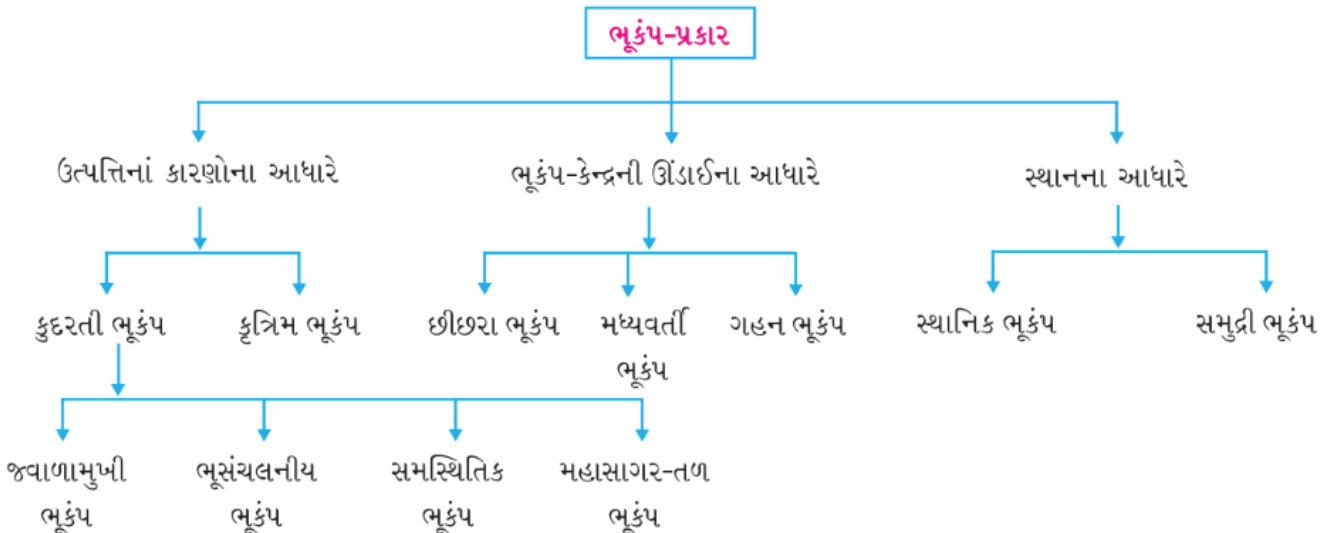 ભૂકંપ-પ્રકાર
ઉત્પત્તિનાં કારણોના આધારે
ભૂકંપ-કેન્દ્રની ઊંડાઈના આધારે
સ્થાનના આધારે
કુદરતી ભૂકંપ
કૃત્રિમ ભૂકંપ
છીછરા ભૂકંપ
મધ્યવર્તી
ભૂકંપ
ગહન ભૂકંપ
સ્થાનિક ભૂકંપ
સમુદ્રી ભૂકંપ
જ્વાળામુખી
ભૂકંપ
ભૂસંચલનીય
ભૂકંપ
સમસ્થિતિક
ભૂકંપ
મહાસાગર-તળ
ભૂકંપ